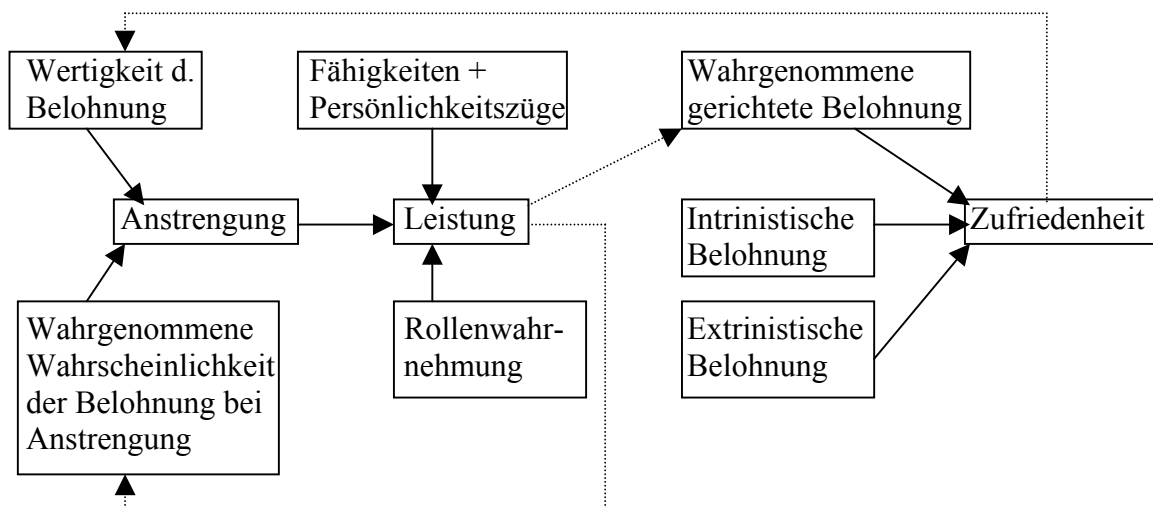 Wertigkeit d.
Belohnung
Fähigkeiten +
Persönlichkeitszüge
Wahrgenommene
gerichtete Belohnung
Anstrengung
Leistung
Intrinistische
Belohnung
Zufriedenheit
Wahrgenommene
Wahrscheinlichkeit
der Belohnung bei
Anstrengung
Rollenwahr-
nehmung
Extrinistische
Belohnung